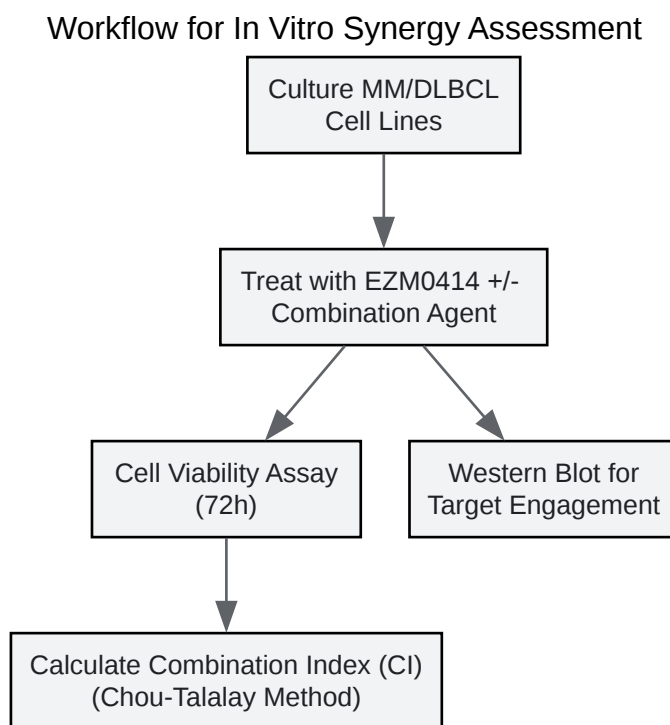 Workflow for In Vitro Synergy Assessment
Culture MM/DLBCL
Cell Lines
Treat with EZM0414 +/-
Combination Agent
Cell Viability Assay
(72h)
Western Blot for
Target Engagement
Calculate Combination Index (CI)
(Chou-Talalay Method)